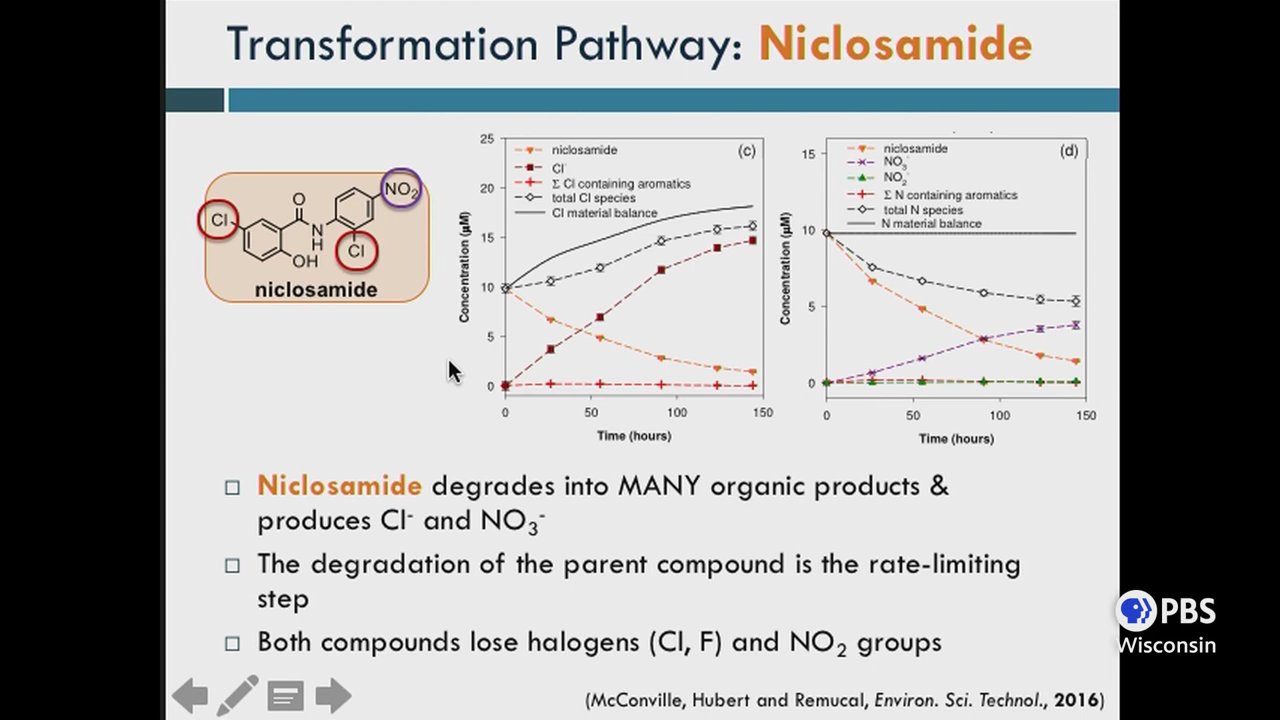 Transformation Pathway: Niclosamide
Cl
O
N
H
OH
Cl
NO2
niclosamide
25
20
15
10
5
0
0
50
100
150
Concentration (µM)
Time (hours)
niclosamide
Cl-
Σ Cl containing aromatics
total Cl species
Cl material balance
(c)
15
10
5
0
0
50
100
150
Concentration (µM)
Time (hours)
niclosamide
NO3-
NO2-
Σ N containing aromatics
total N species
N material balance
(d)
Niclosamide degrades into MANY organic products &
produces Cl- and NO3-
The degradation of the parent compound is the rate-limiting
step
Both compounds lose halogens (Cl, F) and NO2 groups
PBS
Wisconsin
(McConville, Hubert and Remucal, Environ. Sci. Technol., 2016)